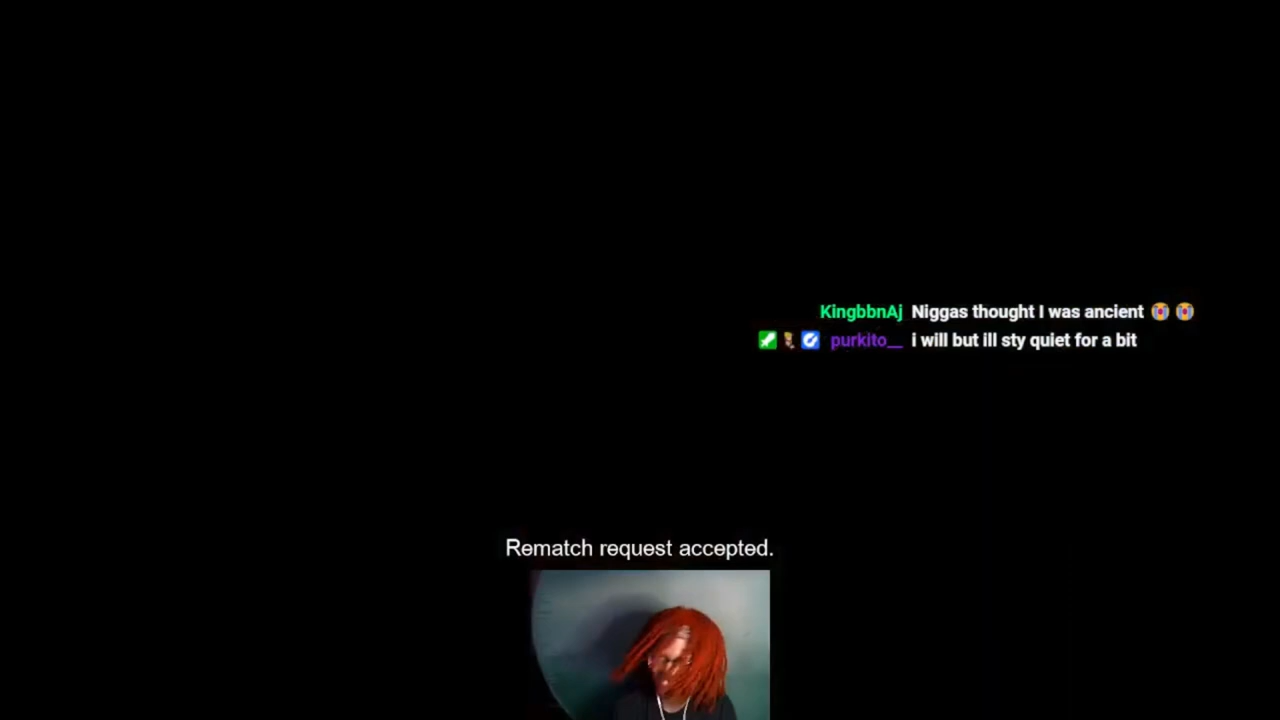 KingbbnAj Niggas thought I was ancient 😭 😭
purkito__ i will but ill sty quiet for a bit
Rematch request accepted.